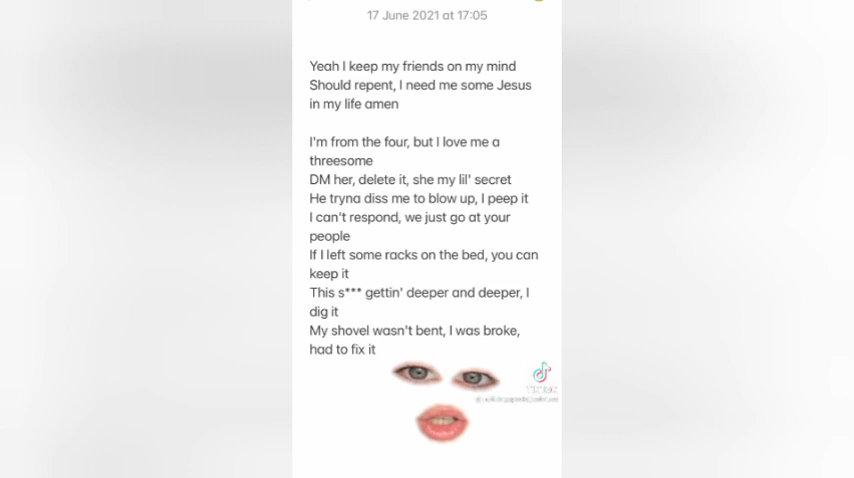 17 June 2021 at 17:05
Yeah I keep my friends on my mind
Should repent, I need me some Jesus
in my life amen
I'm from the four, but I love me a
threesome
DM her, delete it, she my lil' secret
He tryna diss me to blow up, I peep it
I can't respond, we just go at your
people
If I left some racks on the bed, you can
keep it
This s*** gettin' deeper and deeper, I
dig it
My shovel wasn't bent, I was broke,
had to fix it